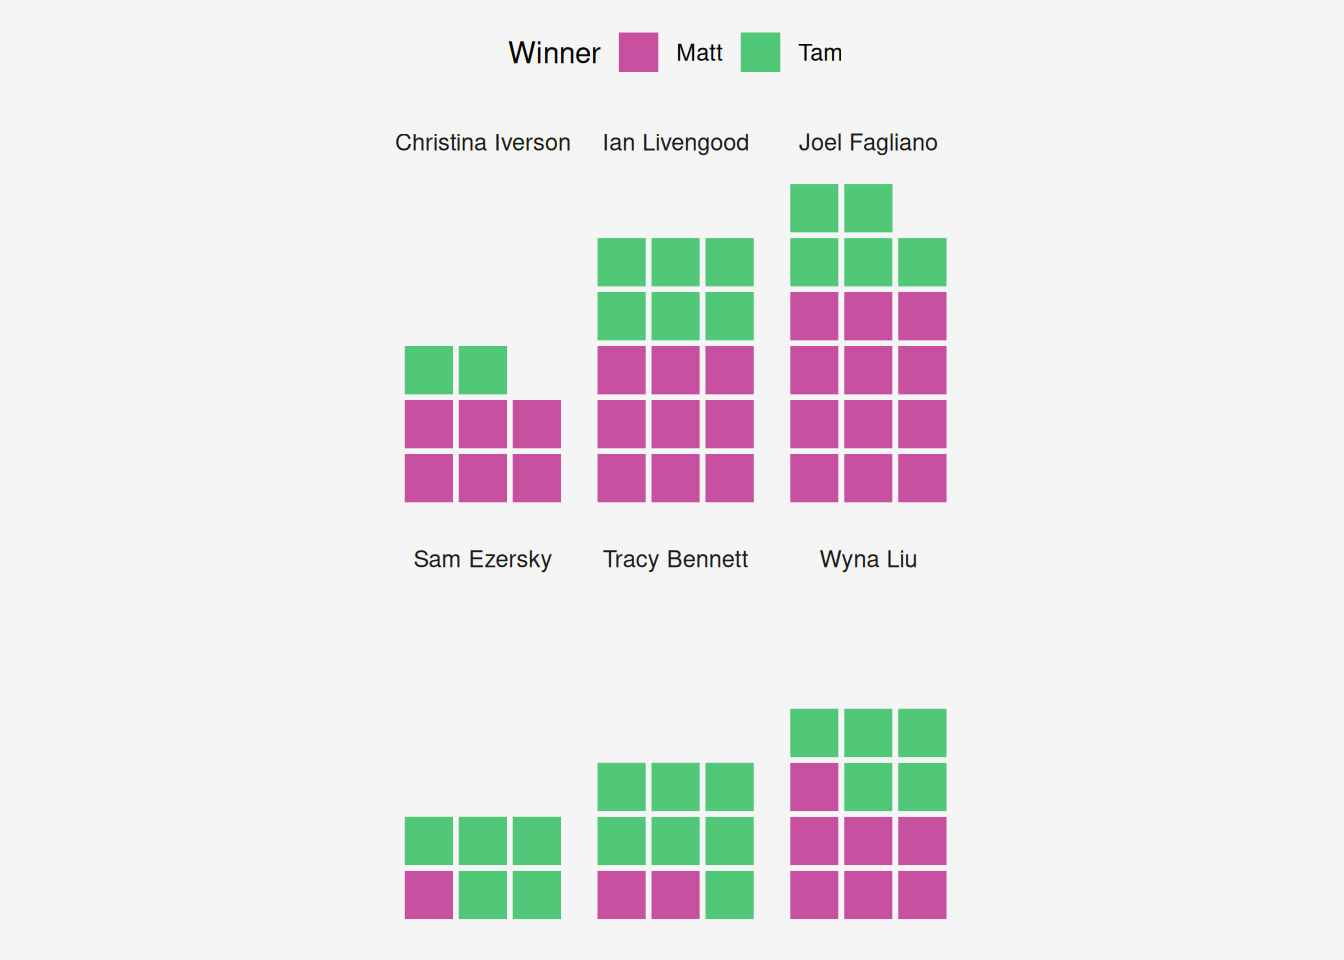 Winner Matt Tam
Christina Iverson Ian Livengood Joel Fagliano
Sam Ezersky Tracy Bennett Wyna Liu